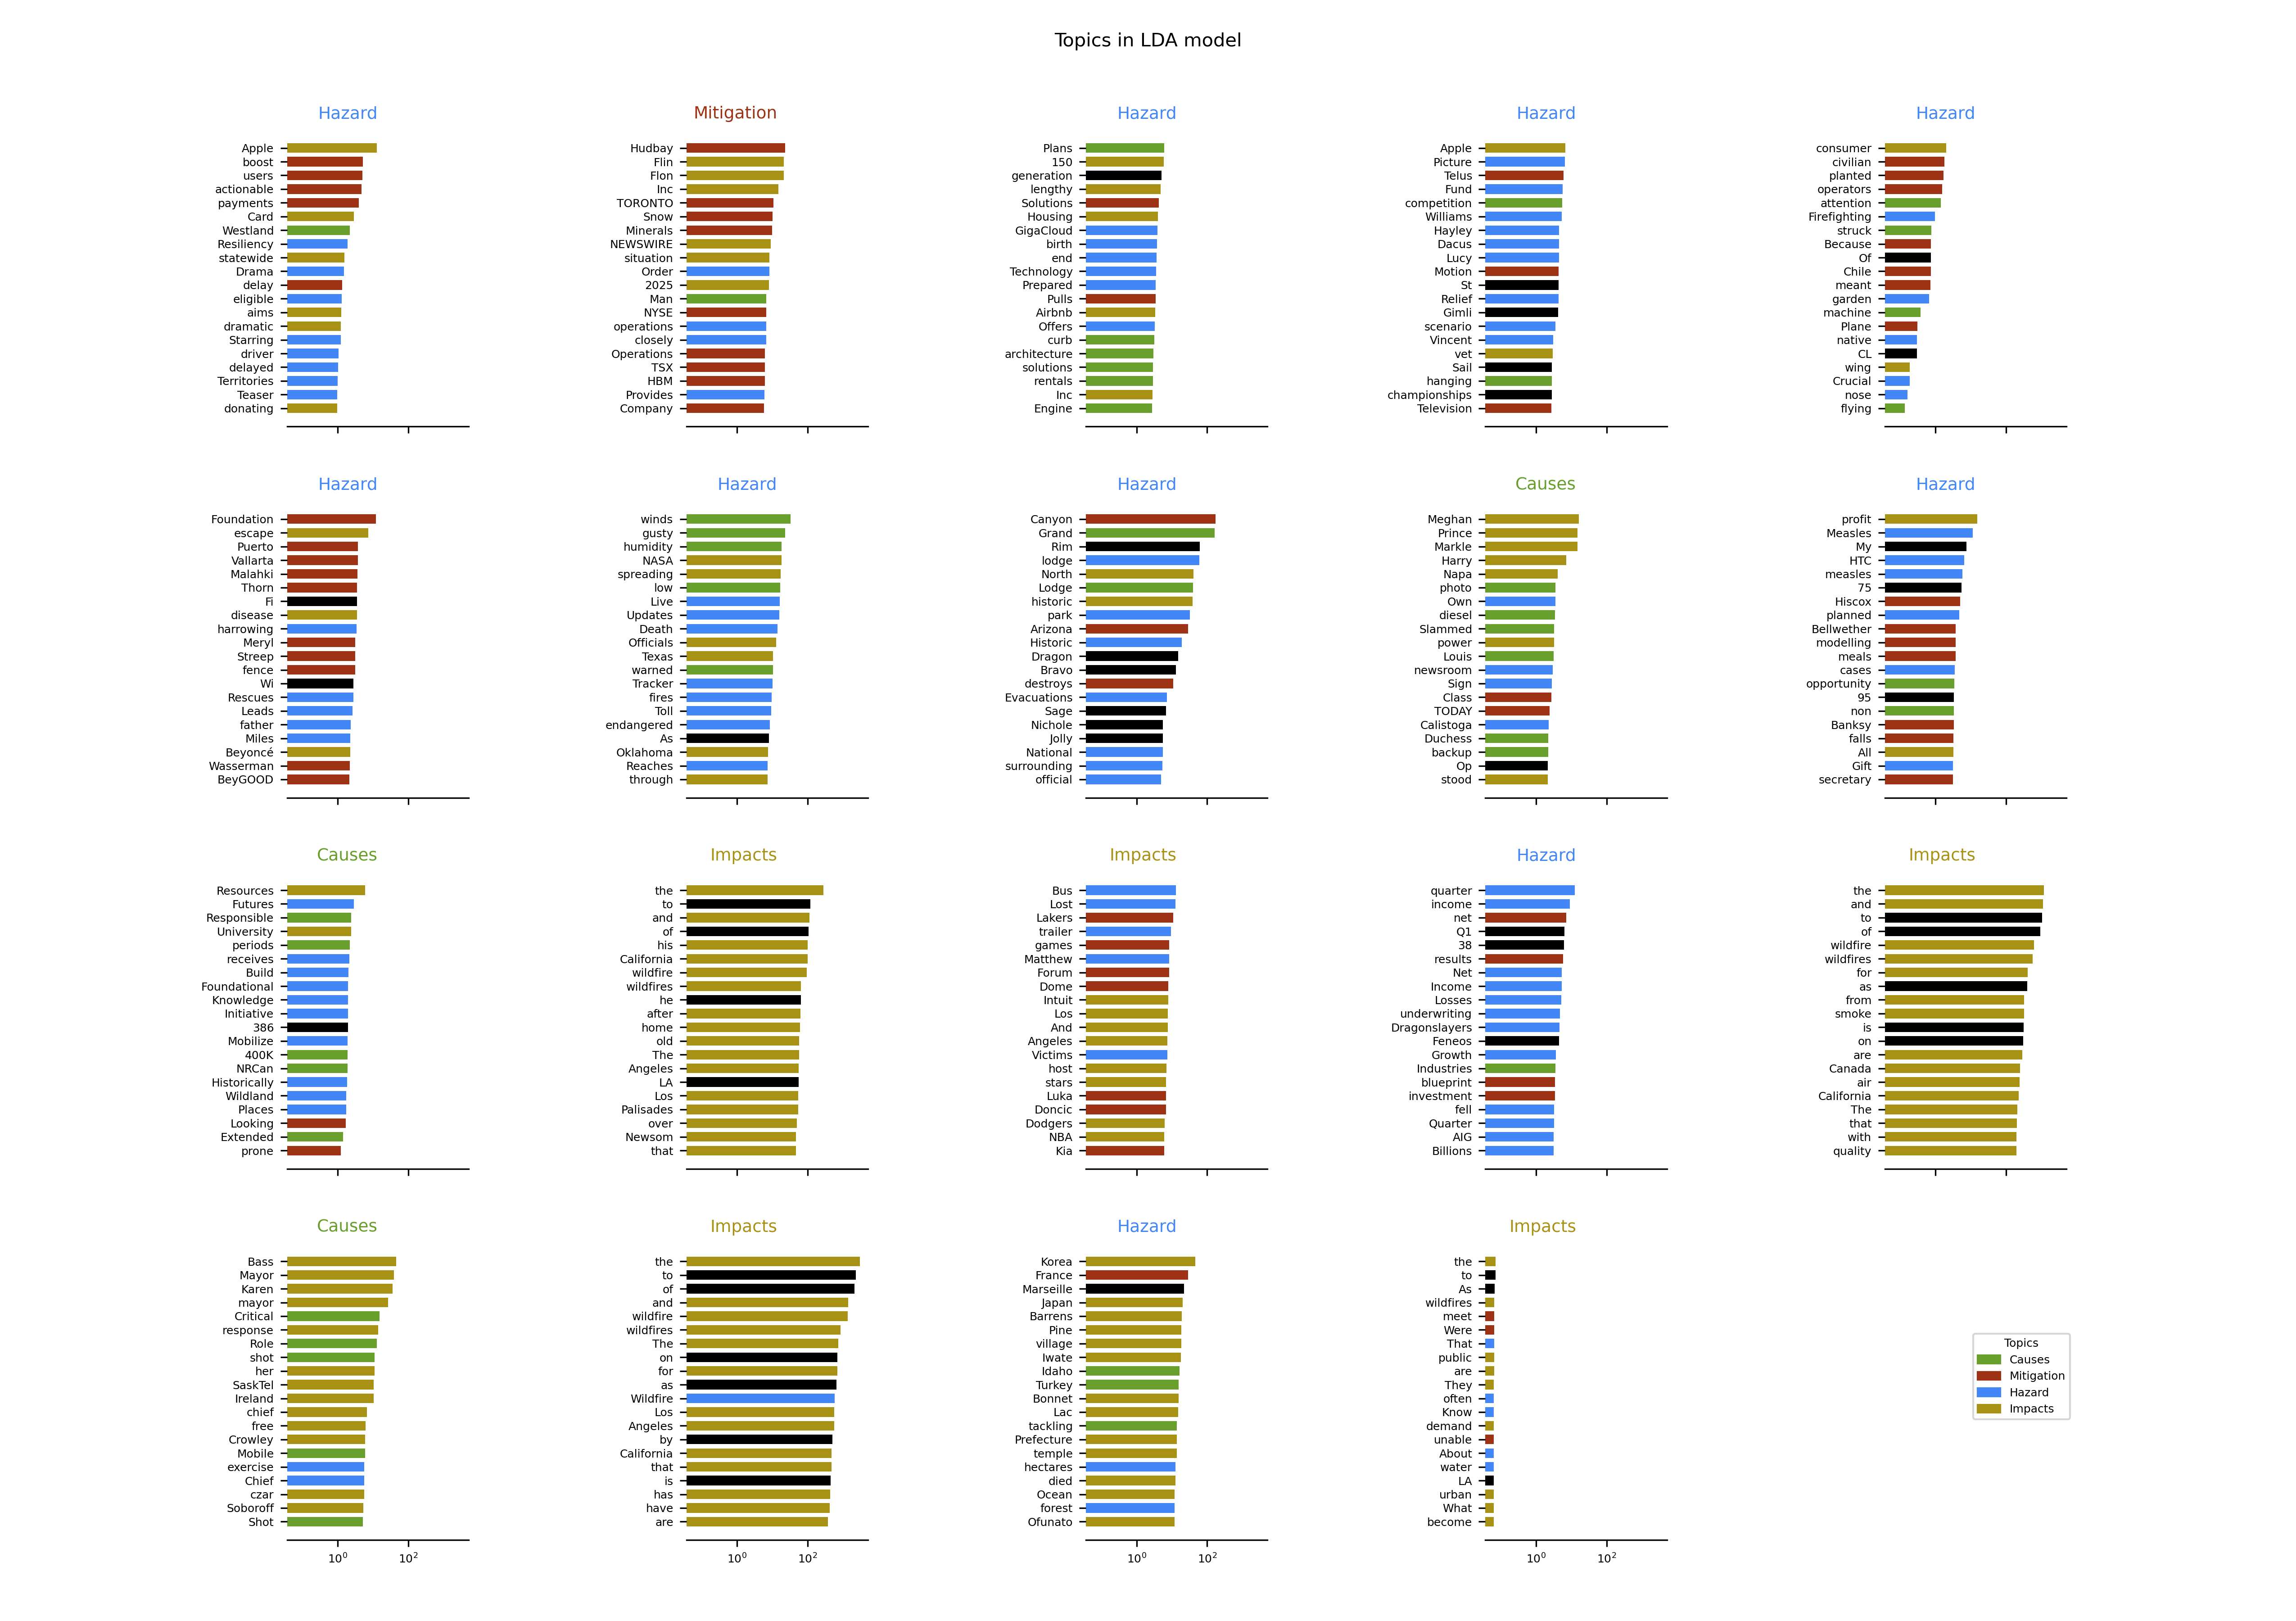 Topics in LDA model
Hazard
Apple
boost
users
actionable
payments
Card
Westland
Resiliency
statewide
Drama
delay
eligible
aims
dramatic
Starring
driver
delayed
Territories
Teaser
donating
Mitigation
Hudbay
Flin
Flon
Inc
TORONTO
Snow
Minerals
NEWSWIRE
situation
Order
2025
Man
NYSE
operations
closely
Operations
TSX
HBM
Provides
Company
Hazard
Plans
150
generation
lengthy
Solutions
Housing
GigaCloud
birth
end
Technology
Prepared
Pulls
Airbnb
Offers
curb
architecture
solutions
rentals
Inc
Engine
Hazard
Apple
Picture
Telus
Fund
competition
Williams
Hayley
Dacus
Lucy
Motion
St
Relief
Gimli
scenario
Vincent
vet
Sail
hanging
championships
Television
Hazard
consumer
civilian
planted
operators
attention
Firefighting
struck
Because
Of
Chile
meant
garden
machine
Plane
native
CL
wing
Crucial
nose
flying
Hazard
Foundation
escape
Puerto
Vallarta
Malahki
Thorn
Fi
disease
harrowing
Meryl
Streep
fence
Wi
Rescues
Leads
father
Miles
Beyoncé
Wasserman
BeyGOOD
Hazard
winds
gusty
humidity
NASA
spreading
low
Live
Updates
Death
Officials
Texas
warned
Tracker
fires
Toll
endangered
As
Oklahoma
Reaches
through
Hazard
Canyon
Grand
Rim
lodge
North
Lodge
historic
park
Arizona
Historic
Dragon
Bravo
destroys
Evacuations
Sage
Nichole
Jolly
National
surrounding
official
Causes
Meghan
Prince
Markle
Harry
Napa
photo
Own
diesel
Slammed
power
Louis
newsroom
Sign
Class
TODAY
Calistoga
Duchess
backup
Op
stood
Hazard
profit
Measles
My
HTC
measles
75
Hiscox
planned
Bellwether
modelling
meals
cases
opportunity
95
non
Banksy
falls
All
Gift
secretary
Causes
Resources
Futures
Responsible
University
periods
receives
Build
Foundational
Knowledge
Initiative
386
Mobilize
400K
NRCan
Historically
Wildland
Places
Looking
Extended
prone
Impacts
the
to
and
of
his
California
wildfire
wildfires
he
after
home
old
The
Angeles
LA
Los
Palisades
over
Newsom
that
Impacts
Bus
Lost
Lakers
trailer
games
Matthew
Forum
Dome
Intuit
Los
And
Angeles
Victims
host
stars
Luka
Doncic
Dodgers
NBA
Kia
Hazard
quarter
income
net
Q1
38
results
Net
Income
Losses
underwriting
Dragonslayers
Feneos
Growth
Industries
blueprint
investment
fell
Quarter
AIG
Billions
Impacts
the
and
to
of
wildfire
wildfires
for
as
from
smoke
is
on
are
Canada
air
California
The
that
with
quality
Causes
Bass
Mayor
Karen
mayor
Critical
response
Role
shot
her
SaskTel
Ireland
chief
free
Crowley
Mobile
exercise
Chief
czar
Soboroff
Shot
10^0 10^2
Impacts
the
to
of
and
wildfire
wildfires
The
on
for
as
Wildfire
Los
Angeles
by
California
that
is
has
have
are
10^0 10^2
Hazard
Korea
France
Marseille
Japan
Barrens
Pine
village
Iwate
Idaho
Turkey
Bonnet
Lac
tackling
Prefecture
temple
hectares
died
Ocean
forest
Ofunato
10^0 10^2
Impacts
the
to
As
wildfires
meet
Were
That
public
are
They
often
Know
demand
unable
About
water
LA
urban
What
become
10^0 10^2
Topics
Causes
Mitigation
Hazard
Impacts